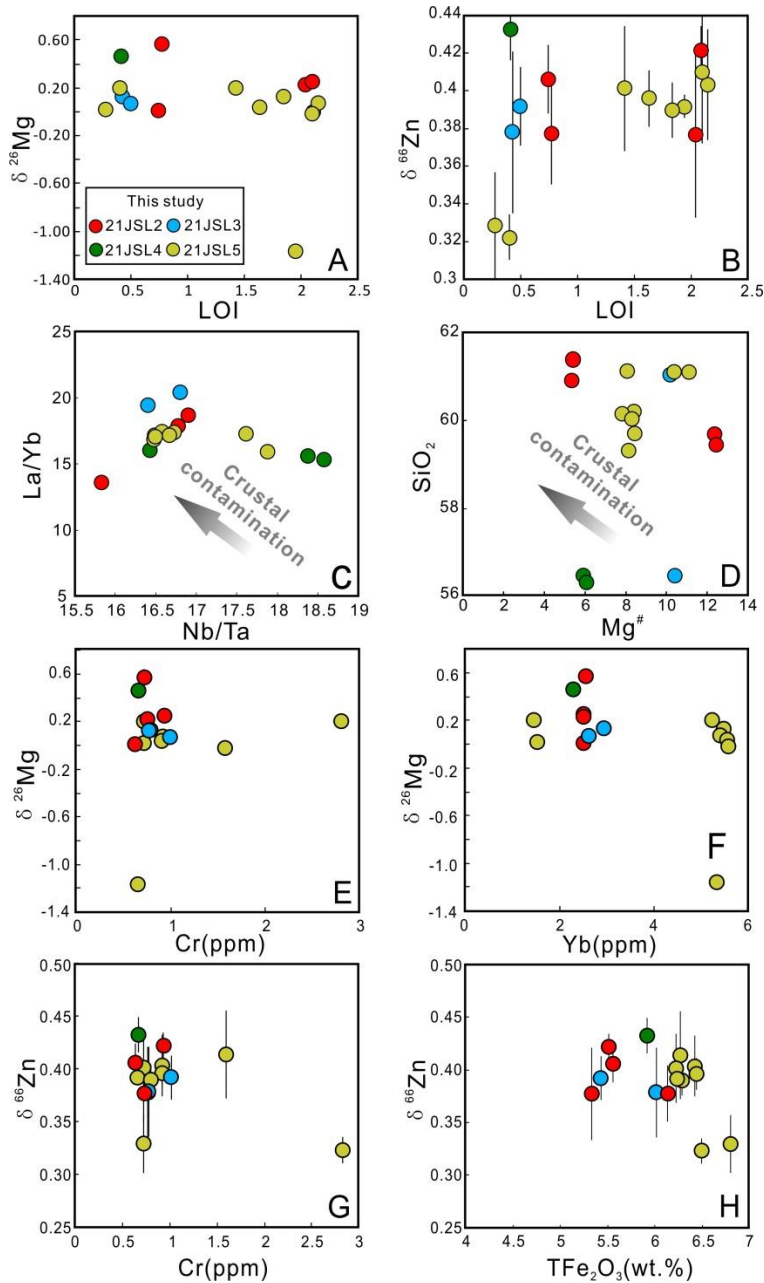 0.60
0.20
-0.20
-0.60
-1.00
-1.40
δ 26Mg
This study
21JSL2 21JSL3
21JSL4 21JSL5
A
0 0.5 1 1.5 2 2.5
LOI
0.44
0.42
0.4
0.38
0.36
0.34
0.32
0.3
δ 66Zn
B
0 0.5 1 1.5 2 2.5
LOI
25
20
15
10
5
La/Yb
Crustal
contamination
C
15.5 16 16.5 17 17.5 18 18.5 19
Nb/Ta
62
60
58
56
SiO2
Crustal
contamination
D
0 2 4 6 8 10 12 14
Mg#
0.6
0.2
-0.2
-0.6
-1.0
-1.4
δ 26Mg
E
0 1 2 3
Cr(ppm)
0.6
0.2
-0.2
-0.6
-1.0
-1.4
δ 26Mg
F
0 2 4 6
Yb(ppm)
0.50
0.45
0.40
0.35
0.30
0.25
δ 66Zn
G
0 0.5 1 1.5 2 2.5 3
Cr(ppm)
0.50
0.45
0.40
0.35
0.30
0.25
δ 66Zn
H
4 4.5 5 5.5 6 6.5 7
TFe2O3(wt.%)